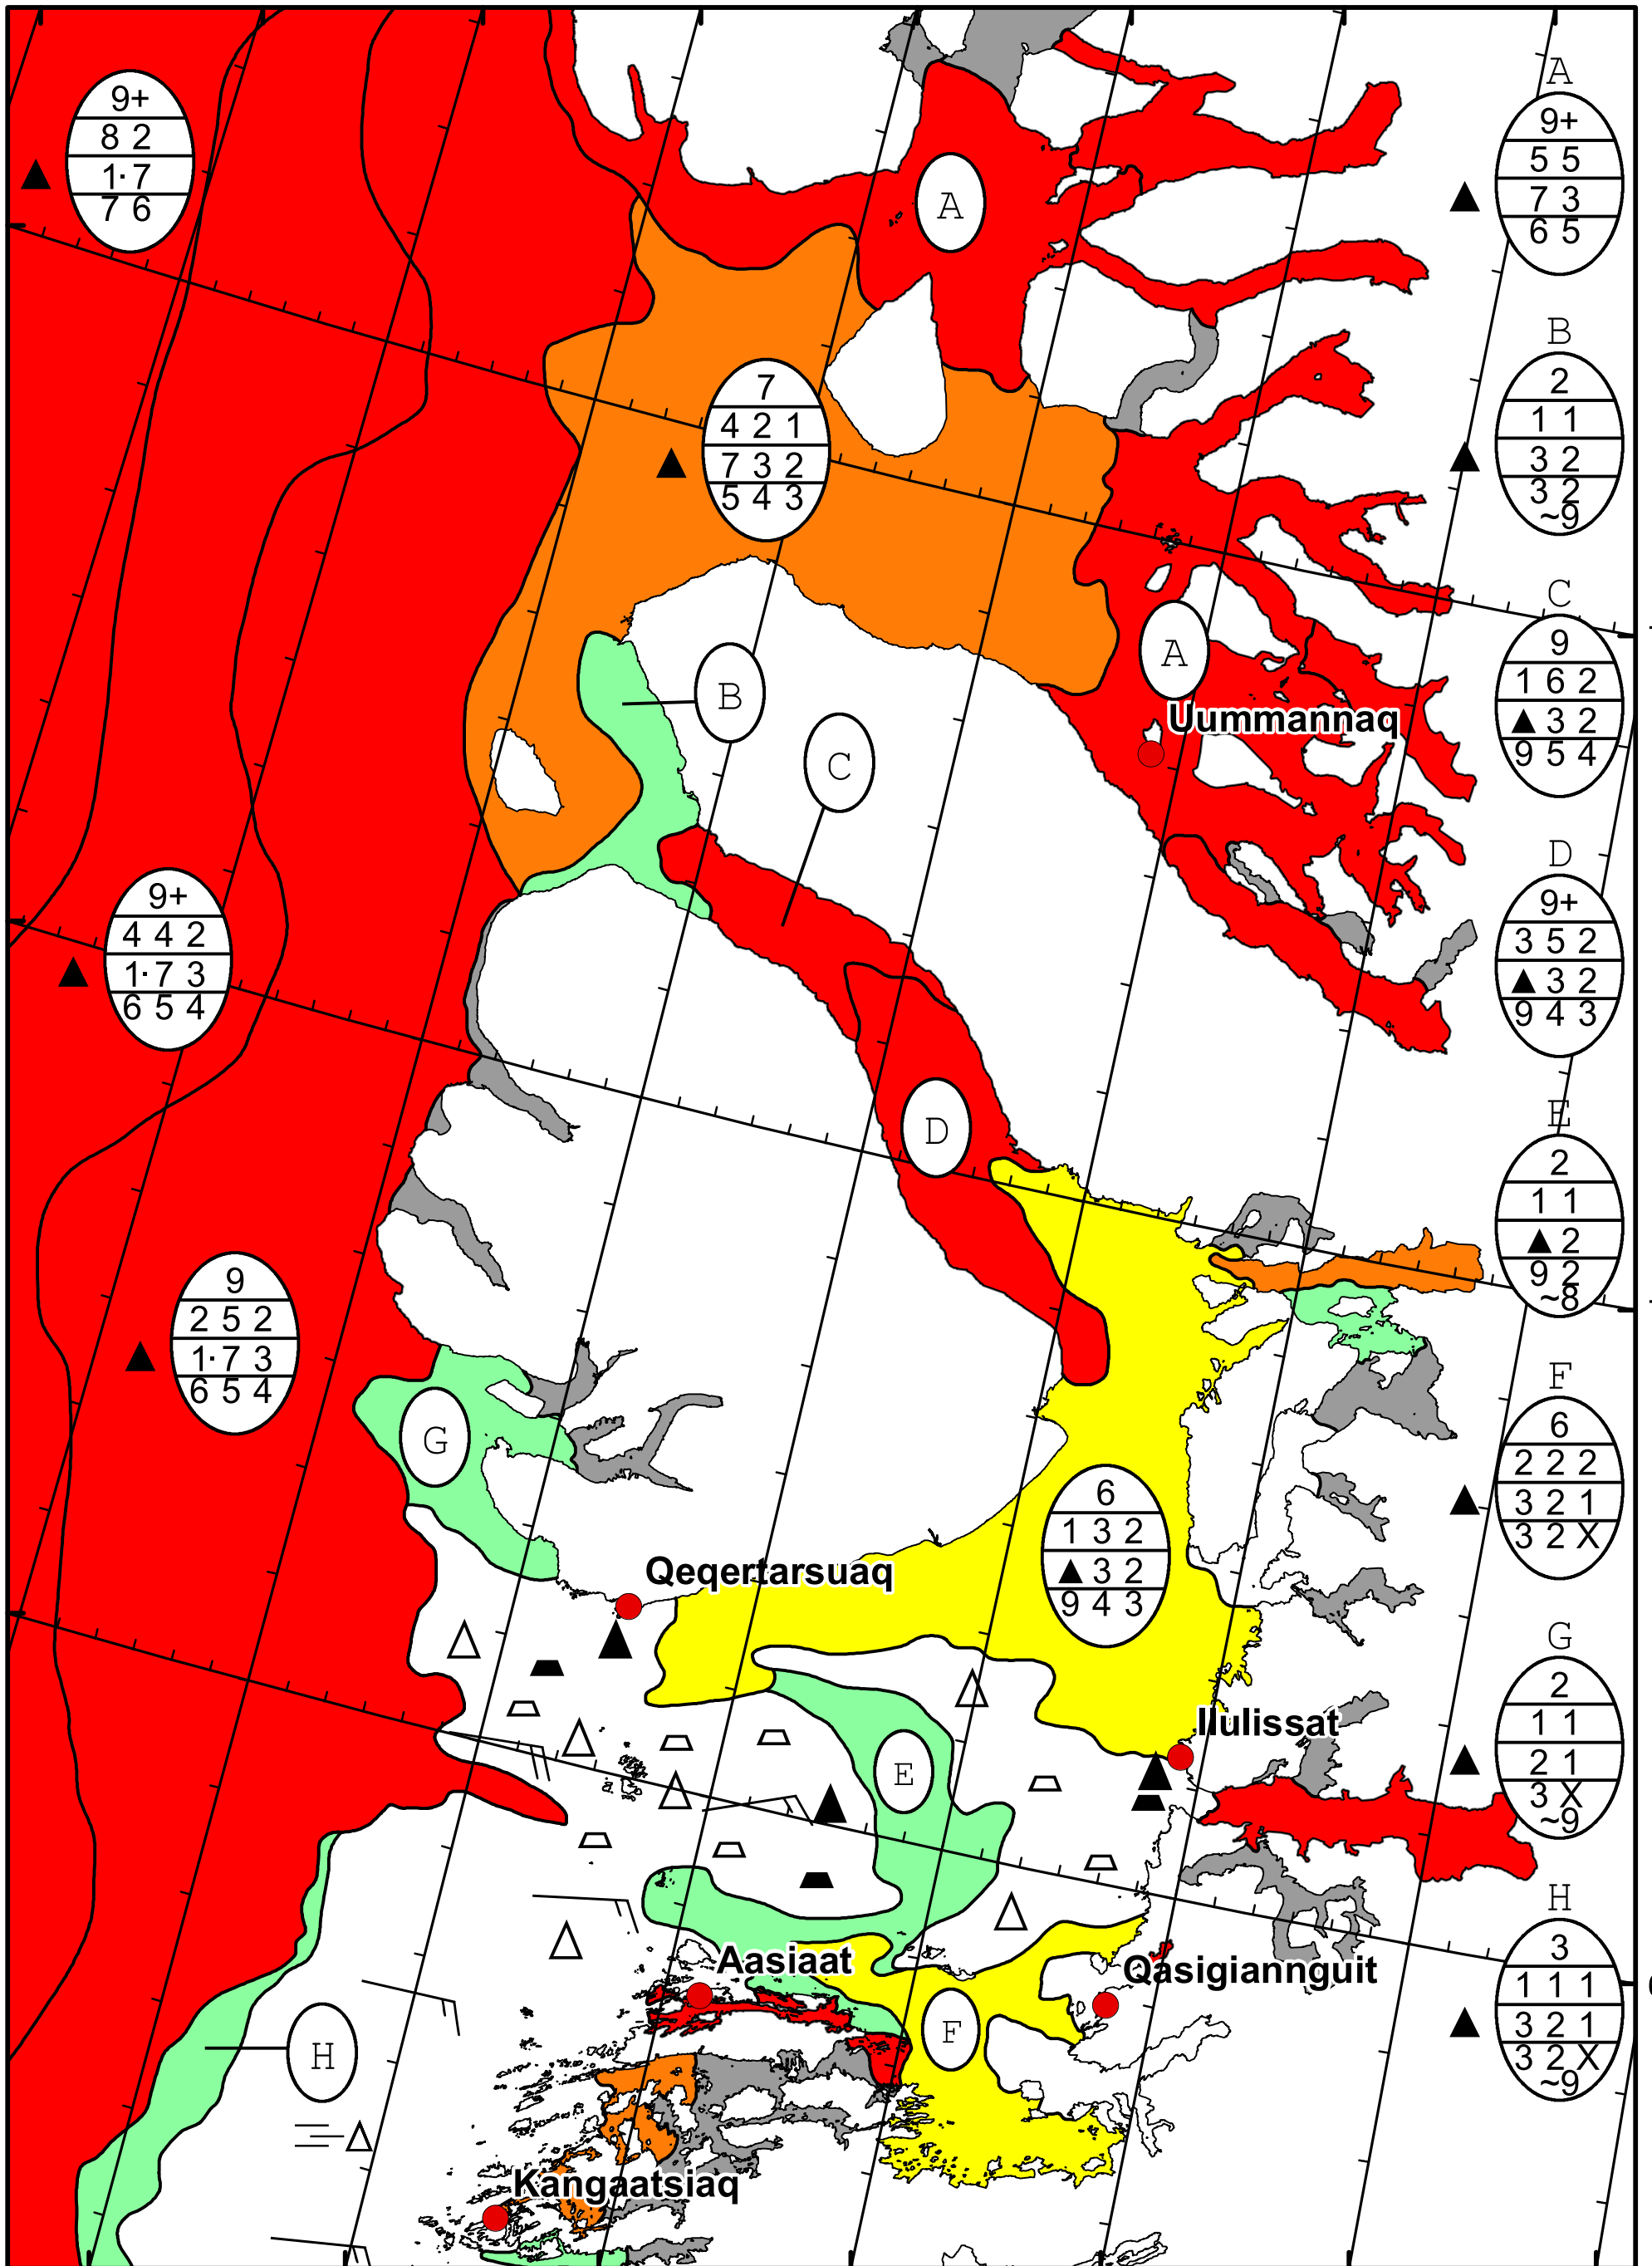 9+
8 2
1·7
7 6
A
9+
5 5
7 3
6 5
A
B
2
1 1
3 2
3 2
~9
7
4 2 1
7 3 2
5 4 3
C
9
1 6 2
▲ 3 2
9 5 4
A
B
Uummannaq
C
D
9+
3 5 2
▲ 3 2
9 4 3
9+
4 4 2
1·7 3
6 5 4
D
E
2
1 1
▲ 2
9 2
~8
9
2 5 2
1·7 3
6 5 4
F
6
2 2 2
3 2 1
3 2 X
G
6
1 3 2
▲ 3 2
9 4 3
Qeqertarsuaq
G
2
1 1
2 1
3 X
~9
Ilulissat
E
H
3
1 1 1
3 2 1
3 2 X
~9
Aasiaat
Qasigiannguit
F
H
Kangaatsiaq